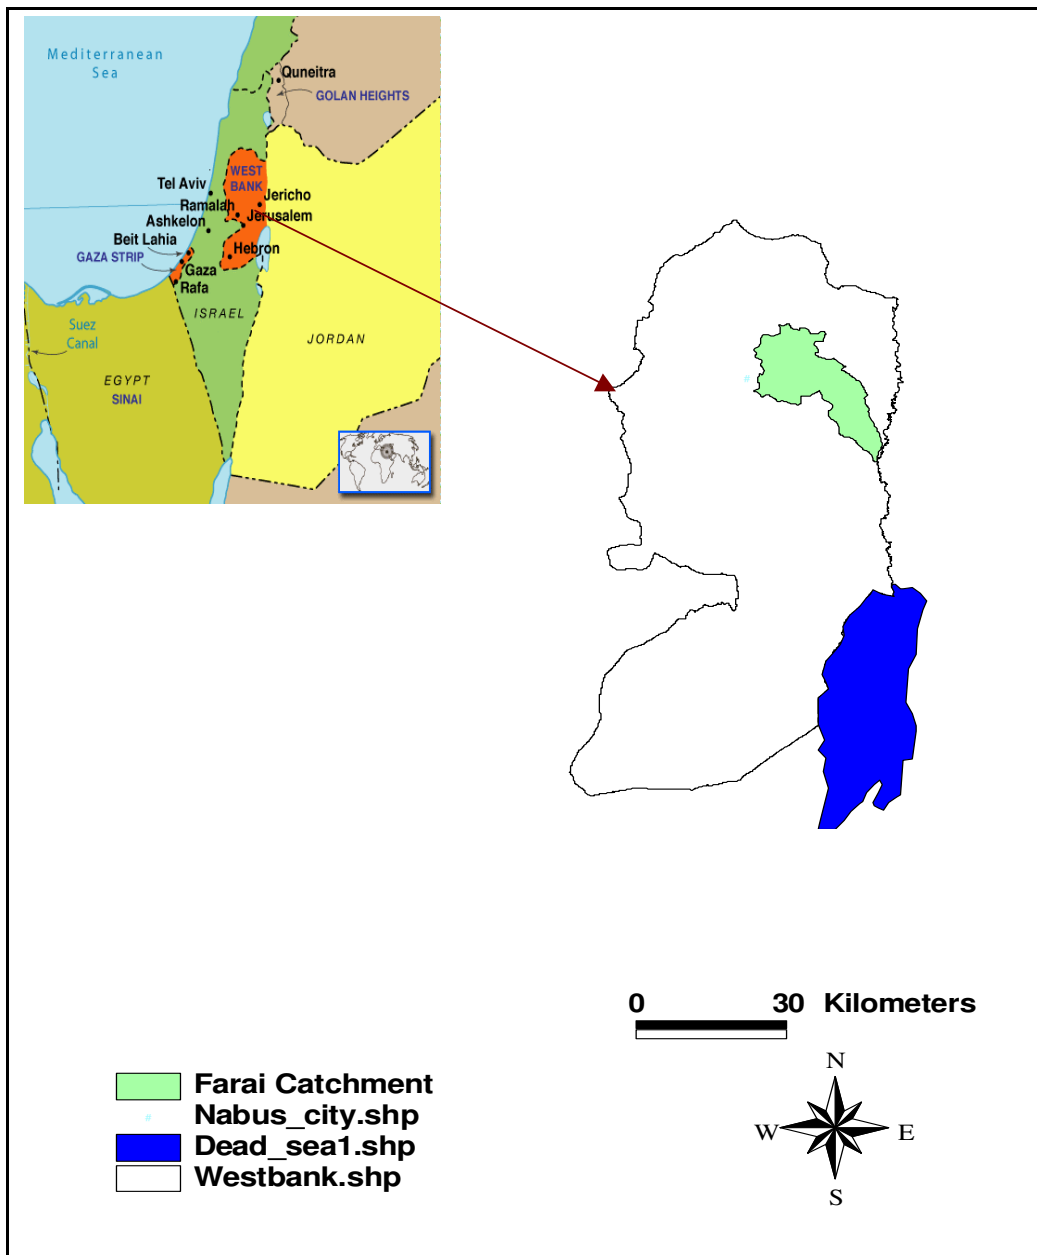 Mediterranean
Sea
Quneitra
GOLAN HEIGHTS
WEST
BANK
Tel Aviv
Jericho
Ramalah
Jerusalem
Ashkelon
Beit Lahia
Hebron
GAZA STRIP
Gaza
Rafa
ISRAEL
Suez
Canal
JORDAN
EGYPT
SINAI
0 30 Kilometers
N
W E
S
Farai Catchment
Nabus_city.shp
Dead_sea1.shp
Westbank.shp